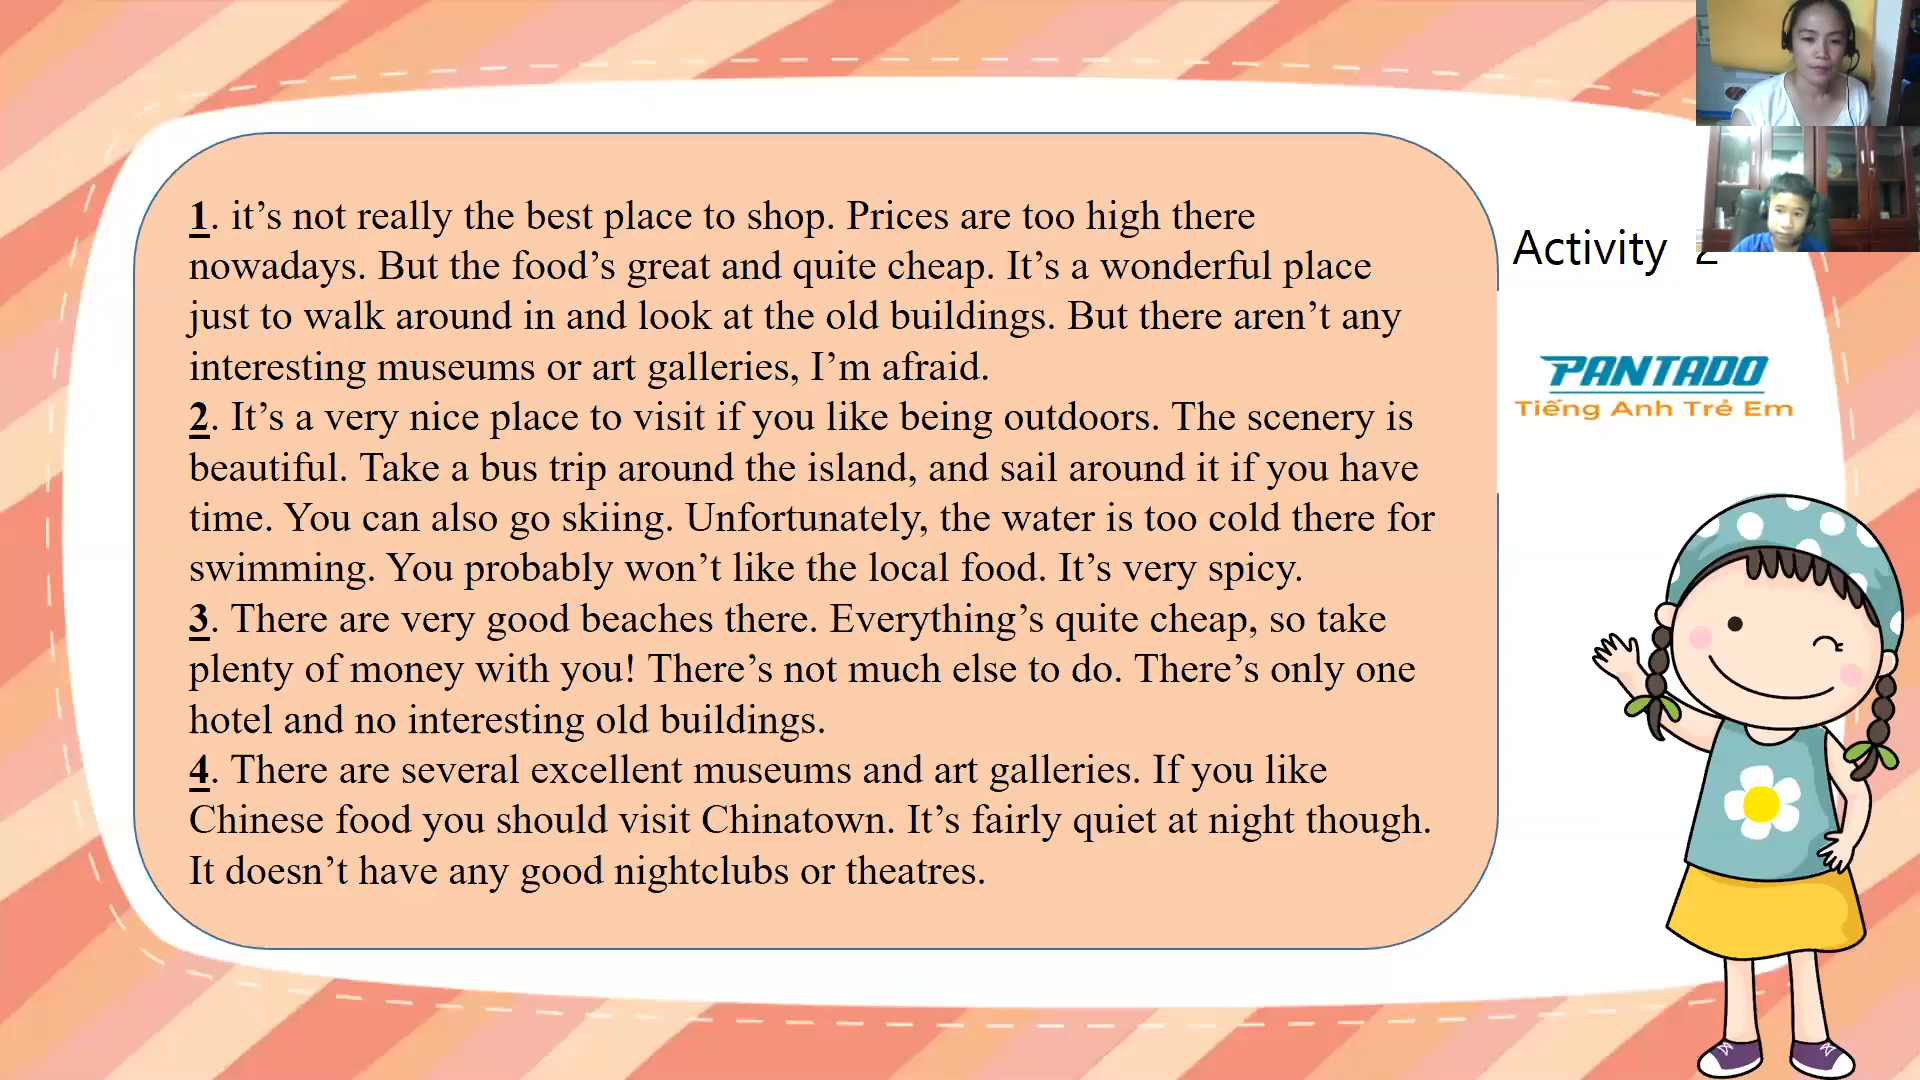 1. it’s not really the best place to shop. Prices are too high there
nowadays. But the food’s great and quite cheap. It’s a wonderful place
just to walk around in and look at the old buildings. But there aren’t any
interesting museums or art galleries, I’m afraid.
2. It’s a very nice place to visit if you like being outdoors. The scenery is
beautiful. Take a bus trip around the island, and sail around it if you have
time. You can also go skiing. Unfortunately, the water is too cold there for
swimming. You probably won’t like the local food. It’s very spicy.
3. There are very good beaches there. Everything’s quite cheap, so take
plenty of money with you! There’s not much else to do. There’s only one
hotel and no interesting old buildings.
4. There are several excellent museums and art galleries. If you like
Chinese food you should visit Chinatown. It’s fairly quiet at night though.
It doesn’t have any good nightclubs or theatres.
Activity 2
PANTADO
Tiếng Anh Trẻ Em